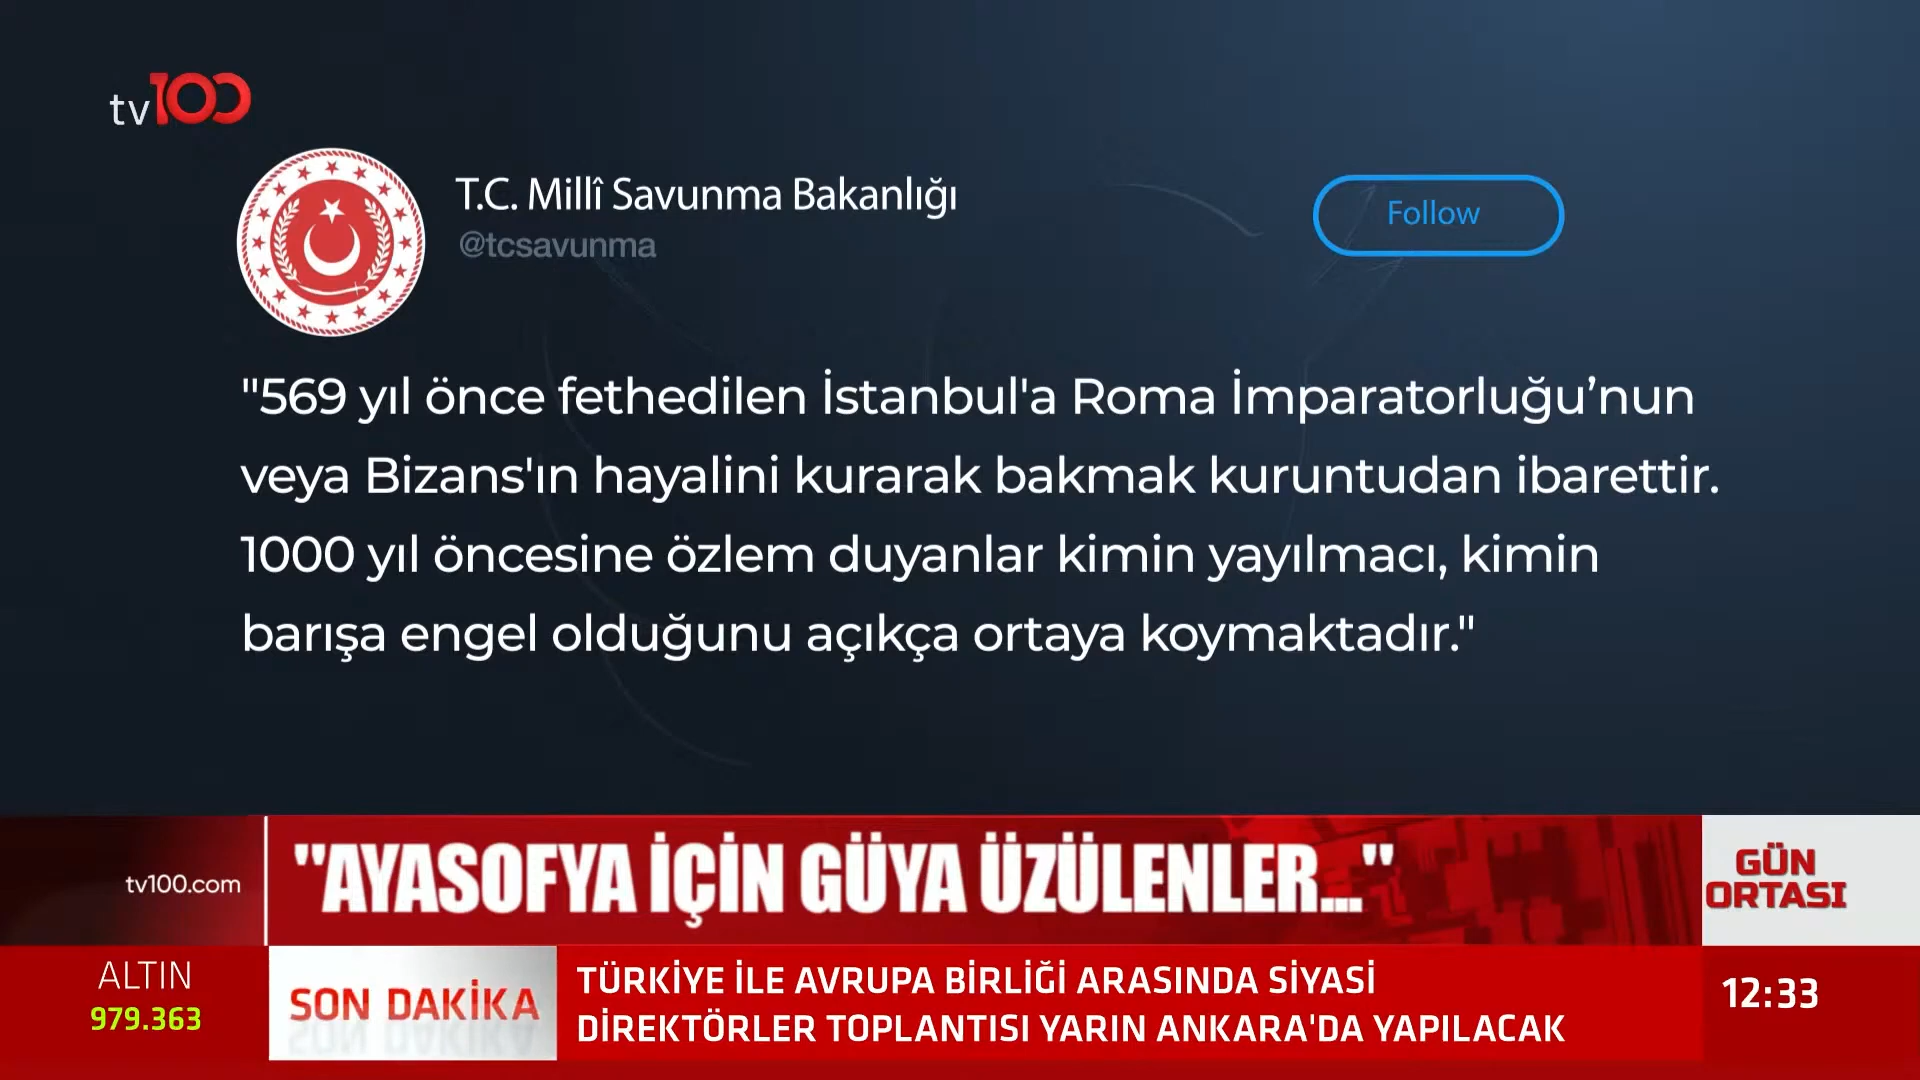 tv100
T.C. Millî Savunma Bakanlığı
@tcsavunma
Follow
"569 yıl önce fethedilen İstanbul'a Roma İmparatorluğu’nun
veya Bizans'ın hayalini kurarak bakmak kuruntudan ibarettir.
1000 yıl öncesine özlem duyanlar kimin yayılmacı, kimin
barışa engel olduğunu açıkça ortaya koymaktadır."
tv100.com
"AYASOFYA İÇİN GÜYA ÜZÜLENLER..."
GÜN
ORTASI
ALTIN
979.363
SON DAKİKA
TÜRKİYE İLE AVRUPA BİRLİĞİ ARASINDA SİYASİ
DİREKTÖRLER TOPLANTISI YARIN ANKARA'DA YAPILACAK
12:33